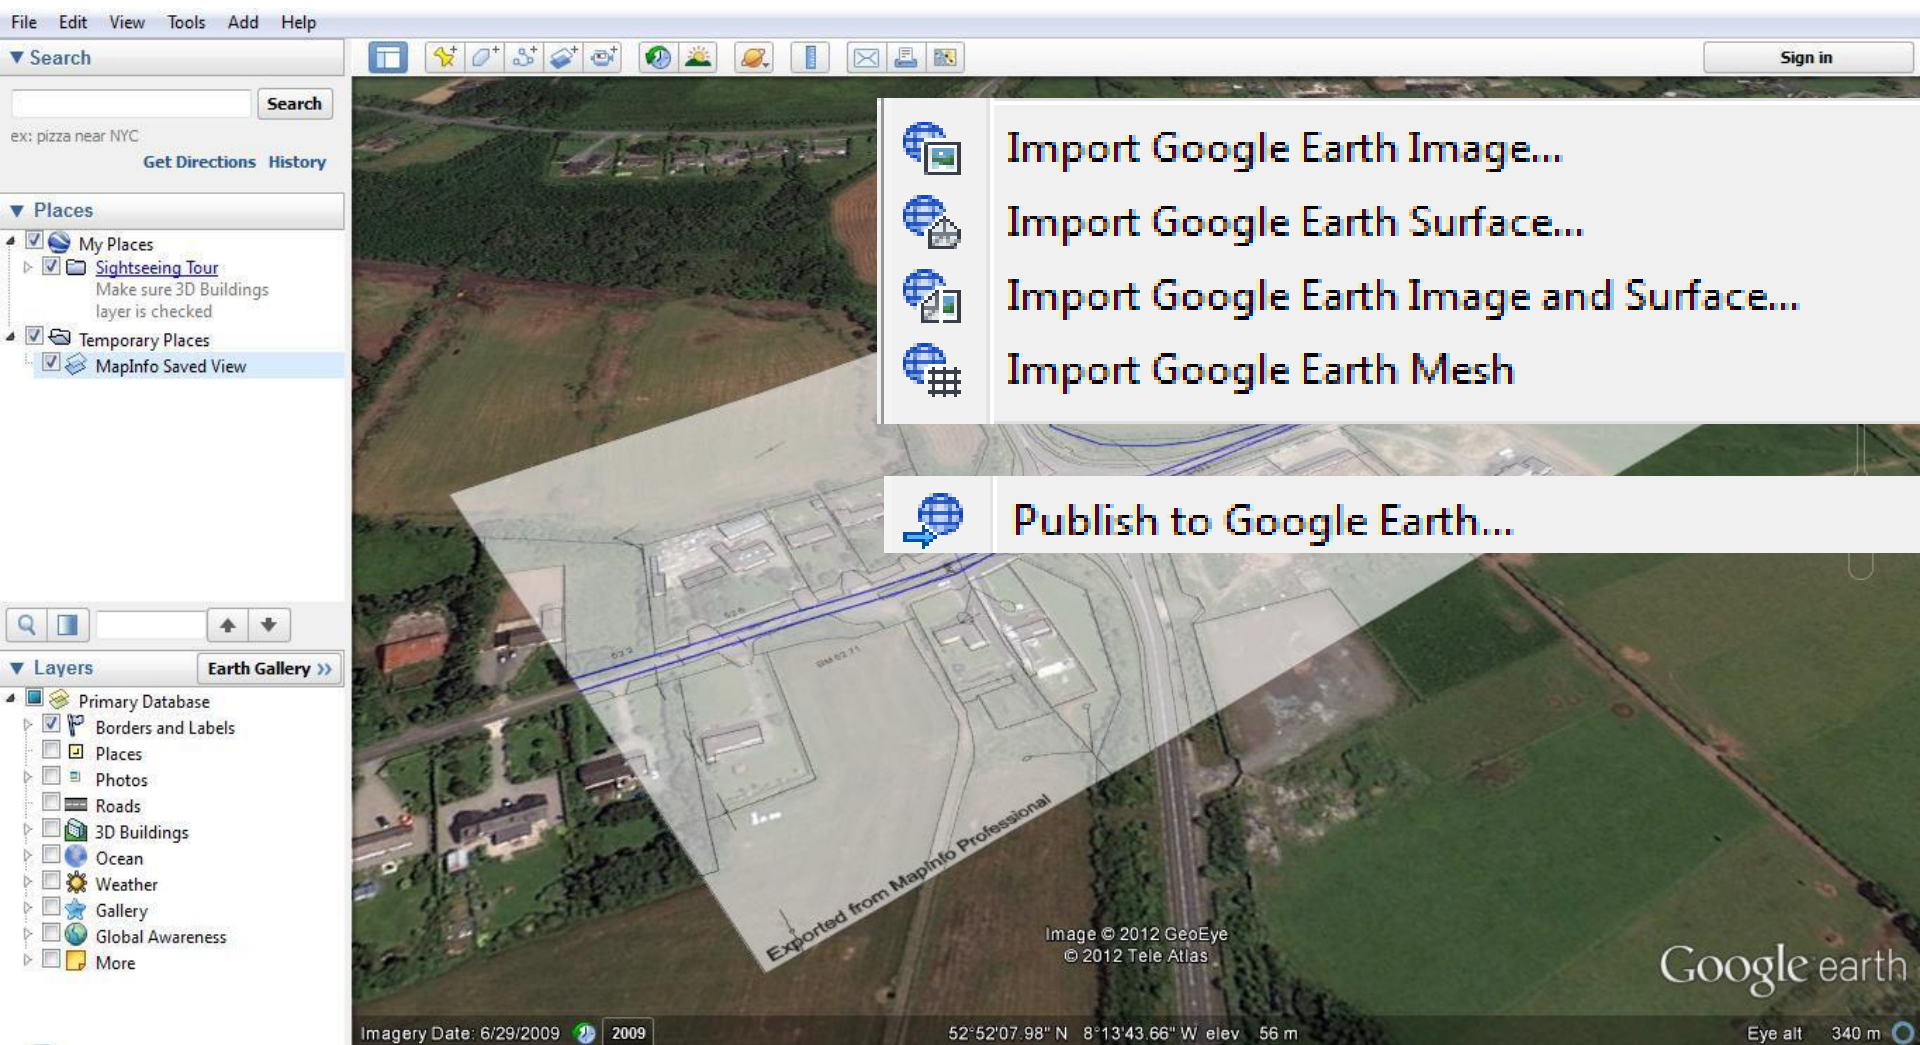 File Edit View Tools Add Help
Search
Sign in
Search
ex: pizza near NYC
Get Directions History
Places
My Places
Sightseeing Tour
Make sure 3D Buildings
layer is checked
Temporary Places
MapInfo Saved View
Layers
Earth Gallery >>
Primary Database
Borders and Labels
Places
Photos
Roads
3D Buildings
Ocean
Weather
Gallery
Global Awareness
More
Import Google Earth Image...
Import Google Earth Surface...
Import Google Earth Image and Surface...
Import Google Earth Mesh
Publish to Google Earth...
BM 62.71
Exported from MapInfo Professional
Image © 2012 GeoEye
© 2012 Tele Atlas
Google earth
Imagery Date: 6/29/2009 2009 52°52'07.98" N 8°13'43.66" W elev 56 m Eye alt 340 m